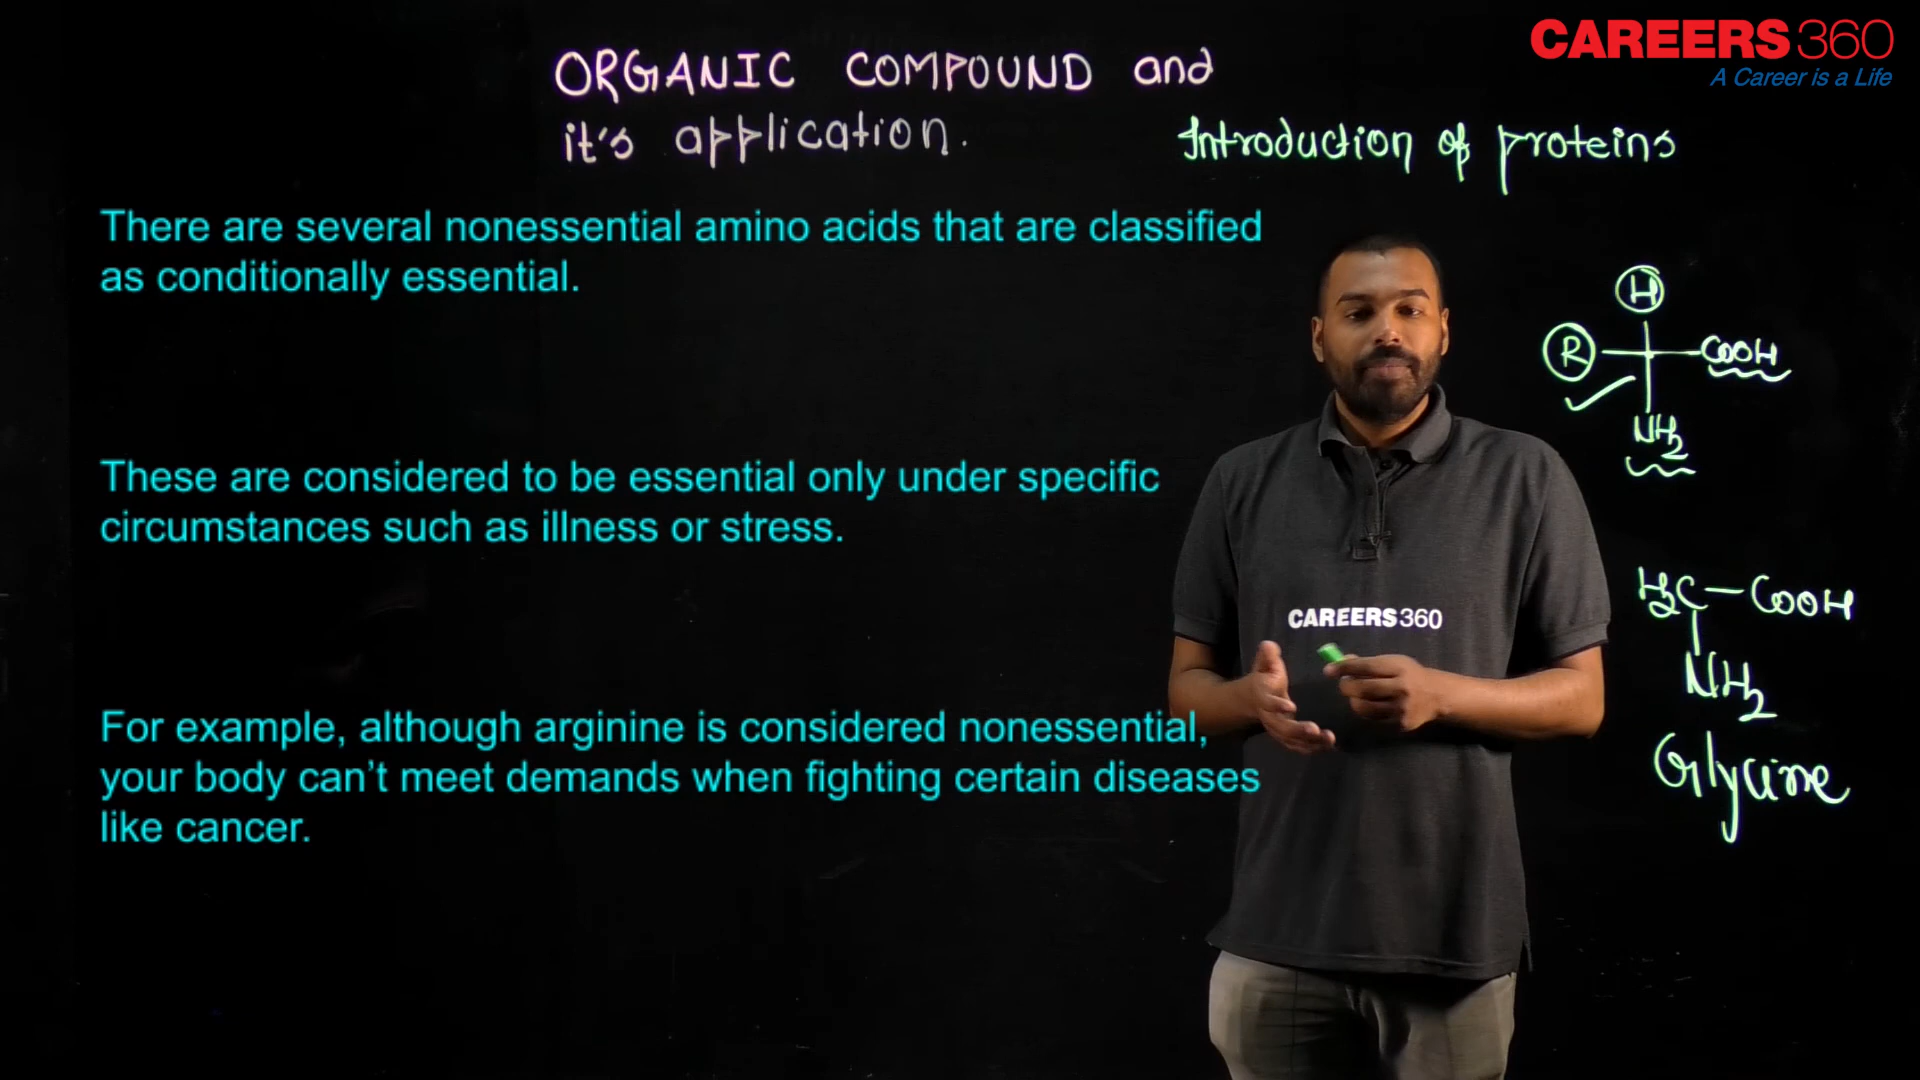 CAREERS360
A Career is a Life
ORGANIC COMPOUND and
it's application.
Introduction of proteins
There are several nonessential amino acids that are classified
as conditionally essential.
H
R COOH
NH2
These are considered to be essential only under specific
circumstances such as illness or stress.
H2C-COOH
NH2
Glycine
CAREERS360
For example, although arginine is considered nonessential,
your body can’t meet demands when fighting certain diseases
like cancer.